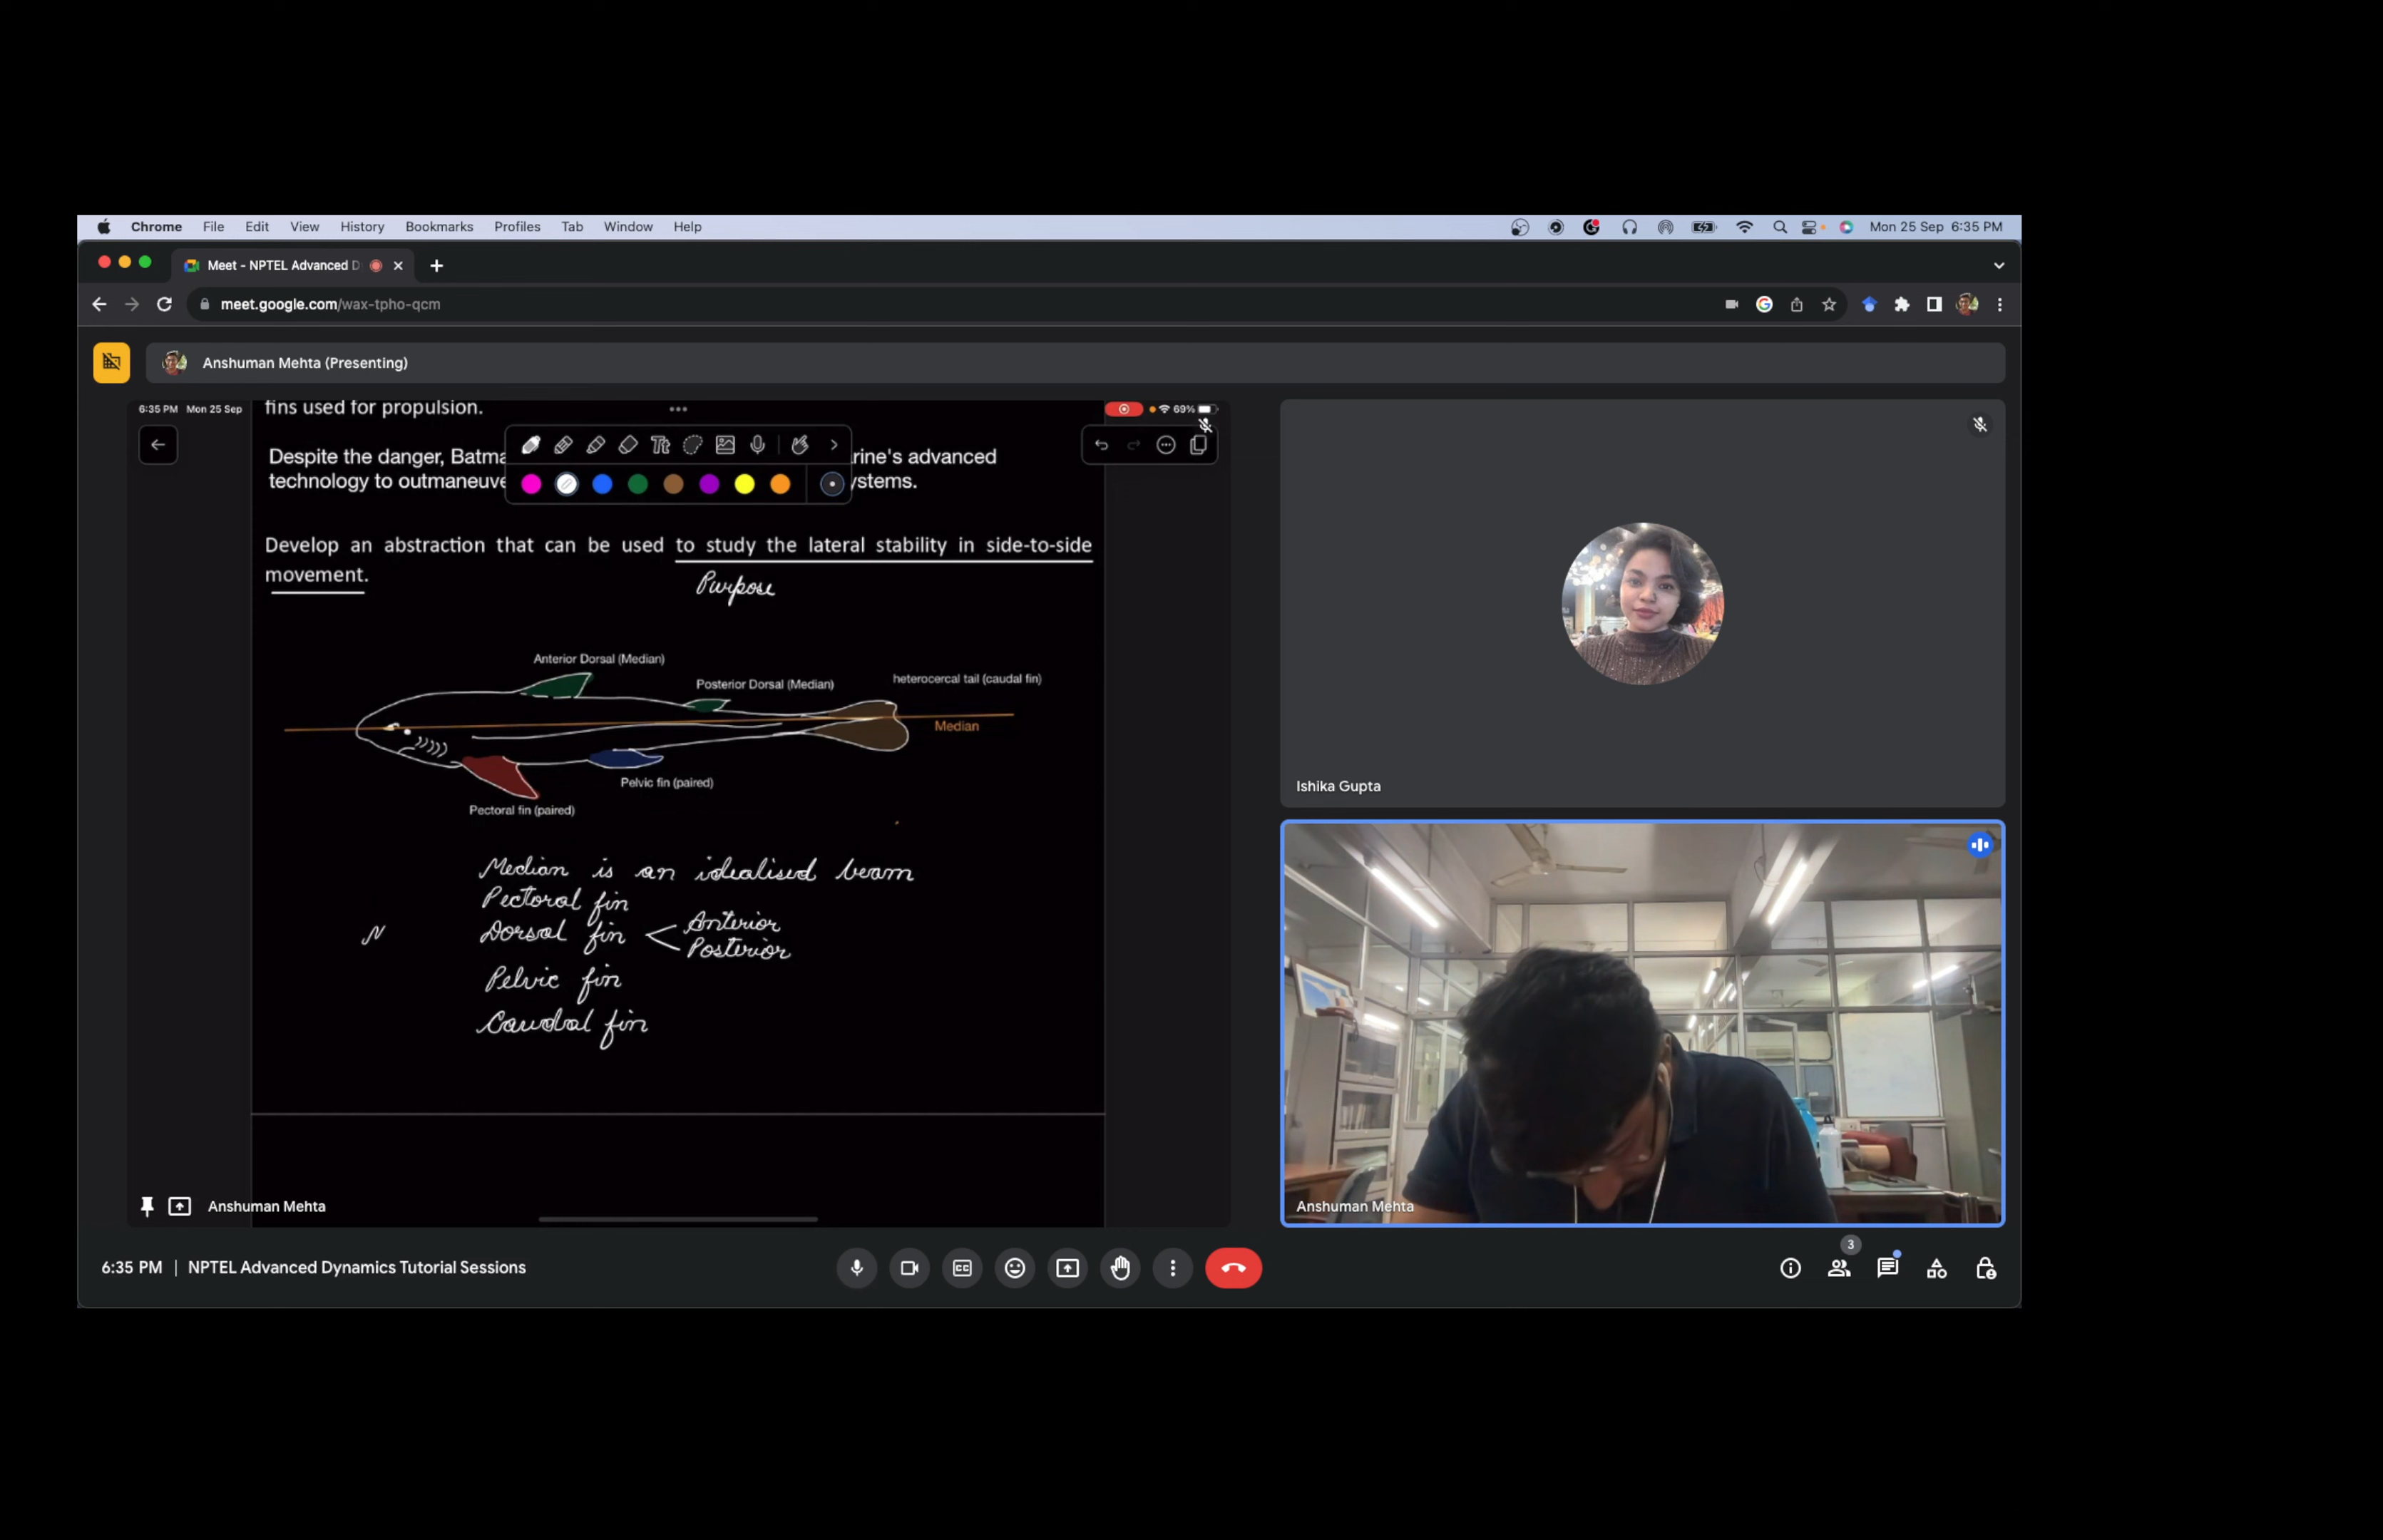 Chrome File Edit View History Bookmarks Profiles Tab Window Help Mon 25 Sep 6:35 PM
Meet - NPTEL Advanced D
meet.google.com/wax-tpho-qcm
Anshuman Mehta (Presenting)
6:35 PM Mon 25 Sep
69%
fins used for propulsion.
Despite the danger, Batma rine's advanced
technology to outmaneuve ystems.
Develop an abstraction that can be used to study the lateral stability in side-to-side
movement.
Purpose
Anterior Dorsal (Median)
Posterior Dorsal (Median)
heterocercal tail (caudal fin)
Median
Pelvic fin (paired)
Pectoral fin (paired)
Median is an idealised beam
Pectoral fin
Dorsal fin < Anterior
Posterior
Pelvic fin
Caudal fin
Anshuman Mehta
Ishika Gupta
Anshuman Mehta
6:35 PM | NPTEL Advanced Dynamics Tutorial Sessions
CC
3